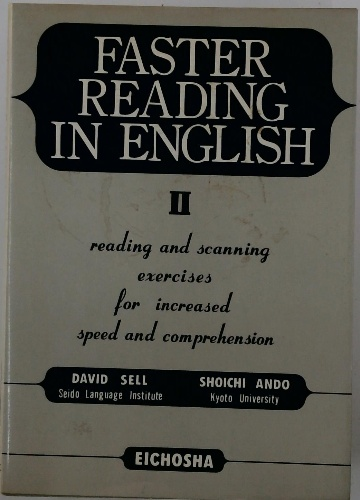 FASTER
READING
IN ENGLISH
II
reading and scanning
exercises
for increased
speed and comprehension
DAVID SELL SHOICHI ANDO
Seido Language Institute Kyoto University
EICHOSHA